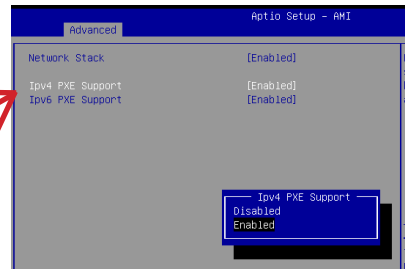 Aptio Setup – AMI
Advanced
Network Stack [Enabled]
Ipv4 PXE Support [Enabled]
Ipv6 PXE Support [Enabled]
Ipv4 PXE Support
Disabled
Enabled